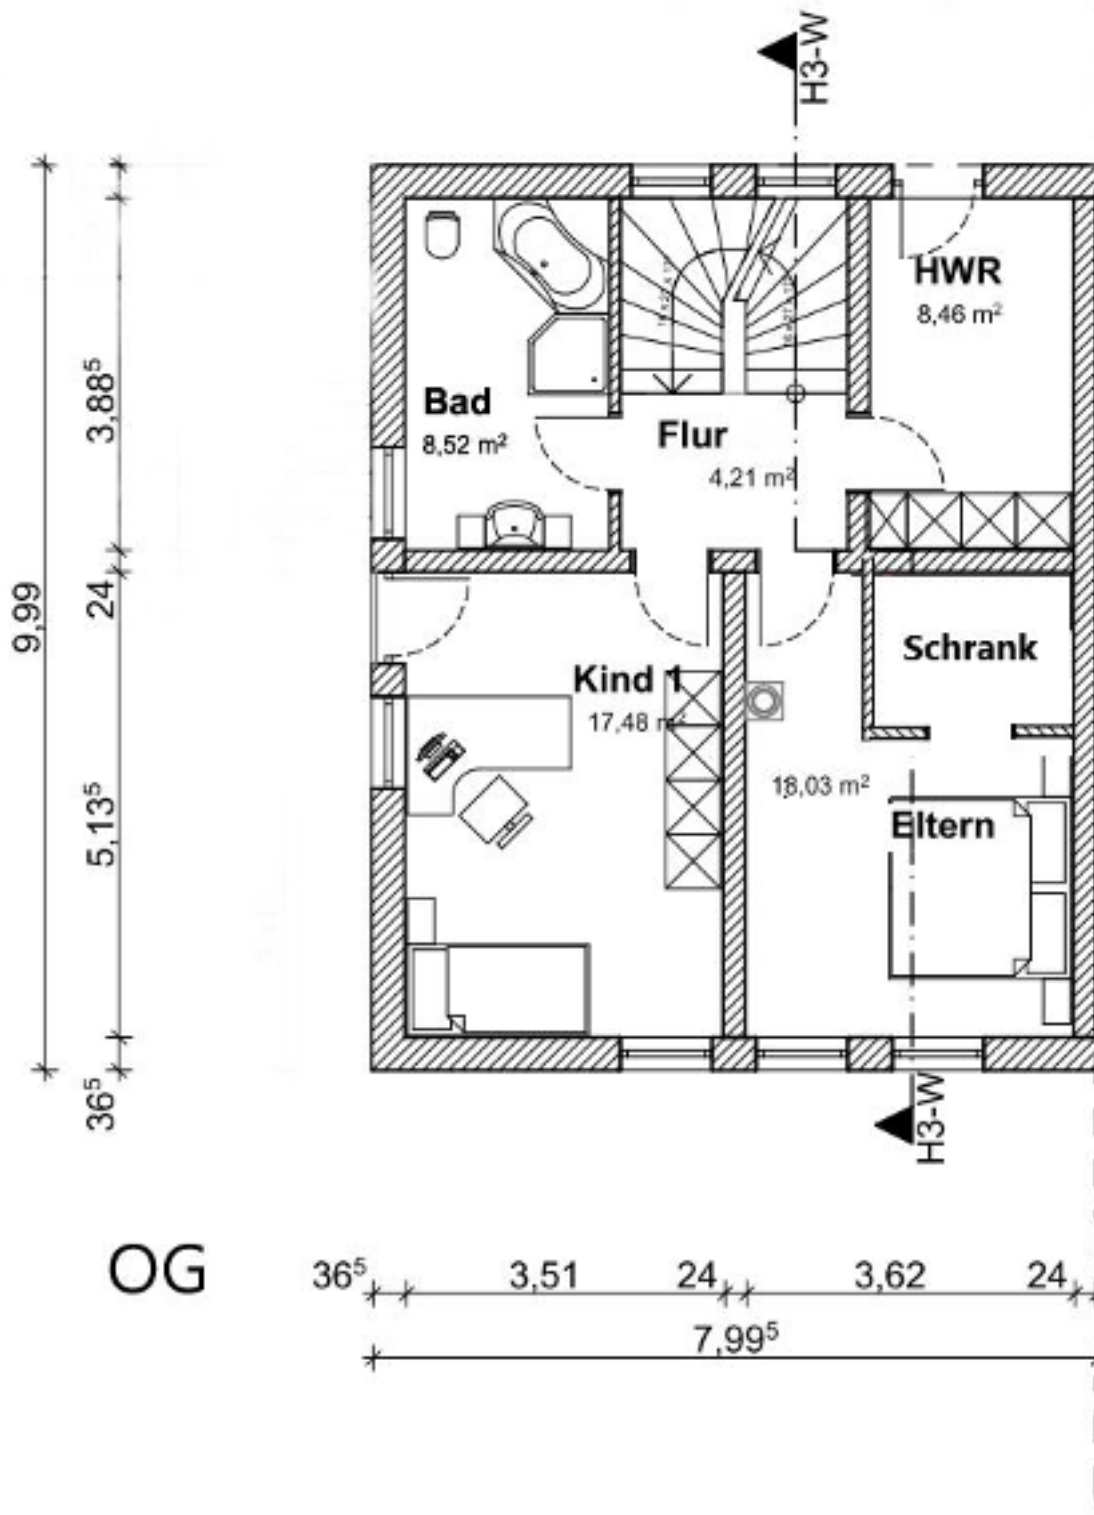 H3-W
HWR
8,46 m²
Bad
8,52 m²
Flur
4,21 m²
3,88⁵
24
9,99
5,13⁵
36⁵
Schrank
Kind 1
17,48 m²
18,03 m²
Eltern
H3-W
OG
36⁵ 3,51 24 3,62 24
7,99⁵